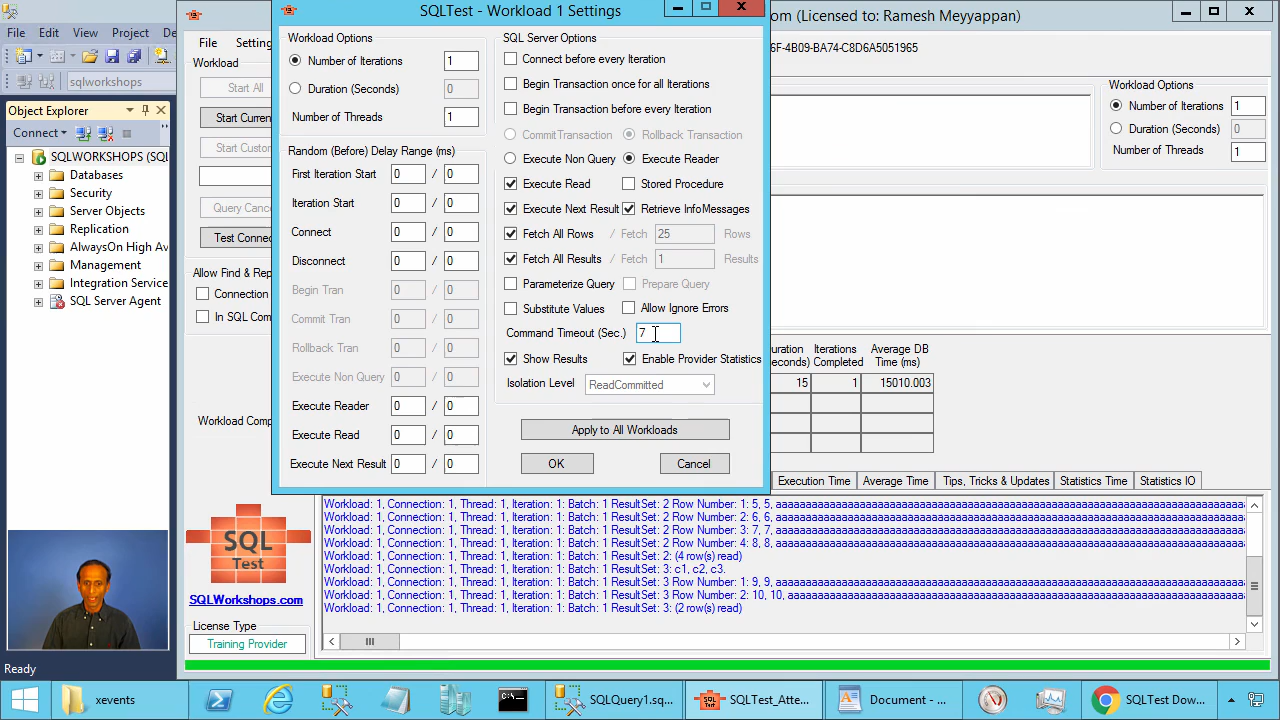 SQLTest - Workload 1 Settings
om (Licensed to: Ramesh Meyyappan)
File Edit View Project De
File Settin
6F-4B09-BA74-C8D6A5051965
sqlworkshops
Object Explorer
Connect
SQLWORKSHOPS (SQL
Databases
Security
Server Objects
Replication
AlwaysOn High Av
Management
Integration Service
SQL Server Agent
Ready
Workload
Start All
Start Curren
Start Custo
Query Canc
Test Connec
Allow Find & Rep
Connection
In SQL Com
Workload Comp
SQL
Test
SQLWorkshops.com
License Type
Training Provider
Workload Options
Number of Iterations 1
Duration (Seconds) 0
Number of Threads 1
Random (Before) Delay Range (ms)
First Iteration Start 0 / 0
Iteration Start 0 / 0
Connect 0 / 0
Disconnect 0 / 0
Begin Tran 0 / 0
Commit Tran 0 / 0
Rollback Tran 0 / 0
Execute Non Query 0 / 0
Execute Reader 0 / 0
Execute Read 0 / 0
Execute Next Result 0 / 0
SQL Server Options
Connect before every Iteration
Begin Transaction once for all Iterations
Begin Transaction before every Iteration
CommitTransaction Rollback Transaction
Execute Non Query Execute Reader
Execute Read Stored Procedure
Execute Next Result Retrieve InfoMessages
Fetch All Rows / Fetch 25 Rows
Fetch All Results / Fetch 1 Results
Parameterize Query Prepare Query
Substitute Values Allow Ignore Errors
Command Timeout (Sec.) 7
Show Results Enable Provider Statistics
Isolation Level ReadCommitted
Apply to All Workloads
OK Cancel
Workload Options
Number of Iterations 1
Duration (Seconds) 0
Number of Threads 1
uration Iterations Average DB
econds) Completed Time (ms)
15 1 15010.003
Execution Time Average Time Tips, Tricks & Updates Statistics Time Statistics IO
Workload: 1, Connection: 1, Thread: 1, Iteration: 1: Batch: 1 ResultSet: 2 Row Number: 1: 5, 5,
Workload: 1, Connection: 1, Thread: 1, Iteration: 1: Batch: 1 ResultSet: 2 Row Number: 2: 6, 6,
Workload: 1, Connection: 1, Thread: 1, Iteration: 1: Batch: 1 ResultSet: 2 Row Number: 3: 7, 7,
Workload: 1, Connection: 1, Thread: 1, Iteration: 1: Batch: 1 ResultSet: 2 Row Number: 4: 8, 8,
Workload: 1, Connection: 1, Thread: 1, Iteration: 1: Batch: 1 ResultSet: 2: (4 row(s) read)
Workload: 1, Connection: 1, Thread: 1, Iteration: 1: Batch: 1 ResultSet: 3: c1, c2, c3.
Workload: 1, Connection: 1, Thread: 1, Iteration: 1: Batch: 1 ResultSet: 3 Row Number: 1: 9, 9,
Workload: 1, Connection: 1, Thread: 1, Iteration: 1: Batch: 1 ResultSet: 3 Row Number: 2: 10, 10,
Workload: 1, Connection: 1, Thread: 1, Iteration: 1: Batch: 1 ResultSet: 3: (2 row(s) read)
xevents SQLQuery1.sq... SQLTest_Atte... Document - ... SQLTest Dow...